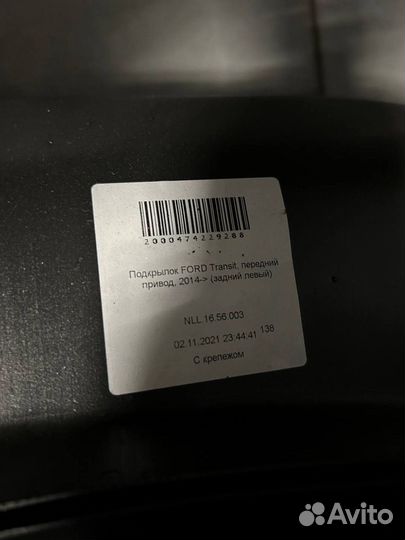 2000474229288
Подкрылок FORD Transit, передний
привод, 2014-> (задний левый)
NLL.16.56.003
02.11.2021 23:44:41 138
С крепежом
Avito